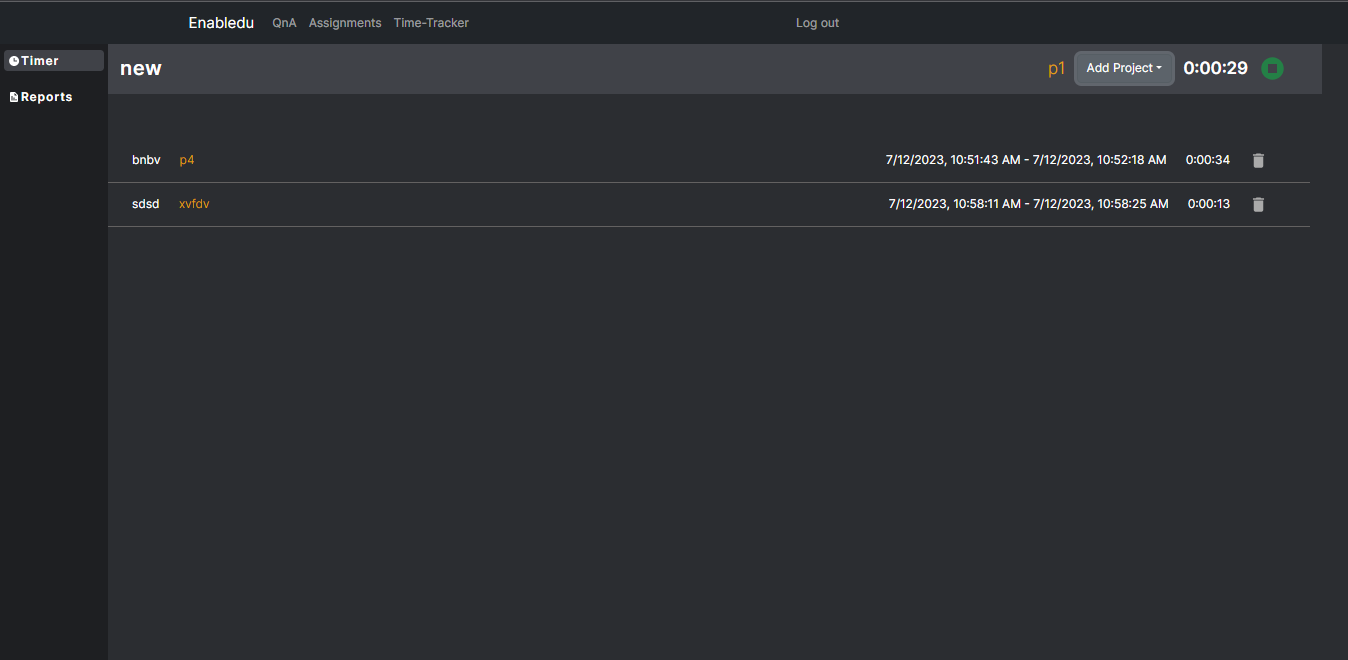 Enabledu QnA Assignments Time-Tracker Log out
Timer
new p1 Add Project 0:00:29
Reports
bnbv p4 7/12/2023, 10:51:43 AM - 7/12/2023, 10:52:18 AM 0:00:34
sdsd xvfdv 7/12/2023, 10:58:11 AM - 7/12/2023, 10:58:25 AM 0:00:13